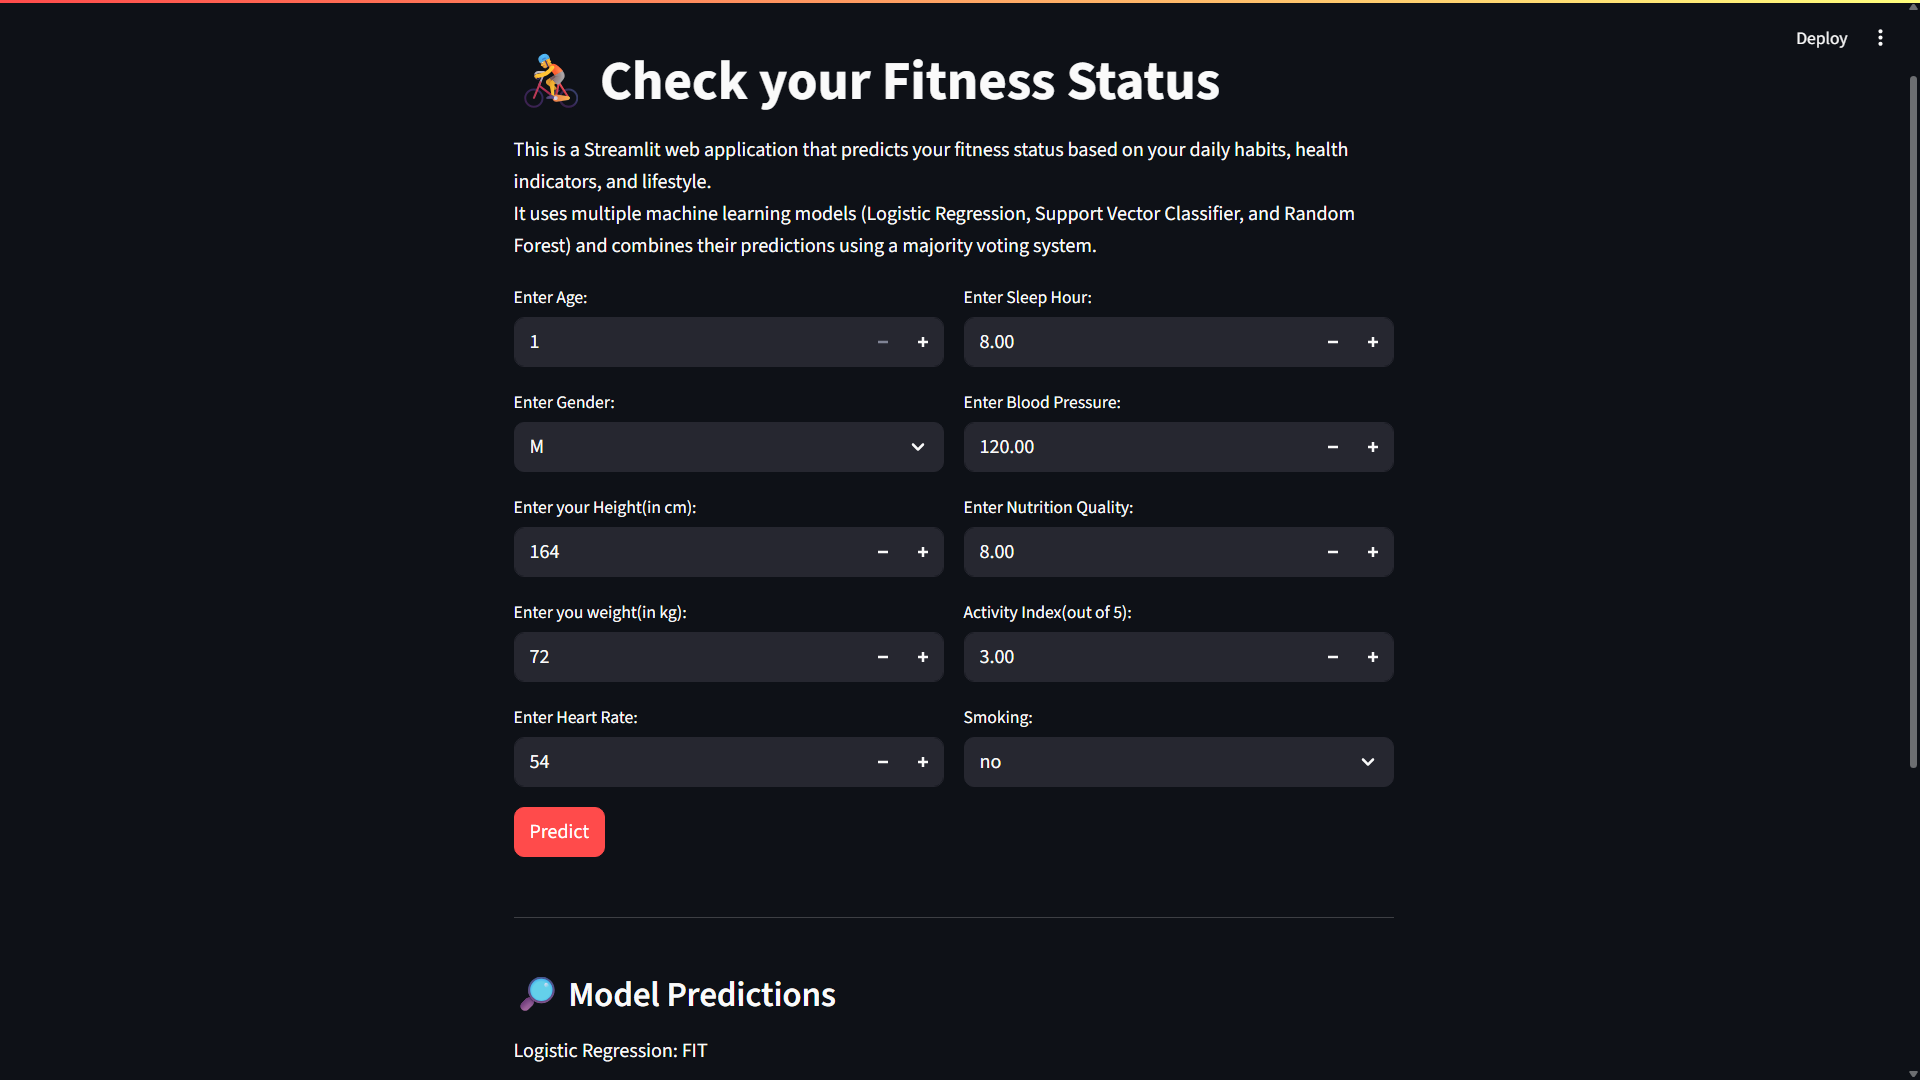 Deploy
Check your Fitness Status
This is a Streamlit web application that predicts your fitness status based on your daily habits, health
indicators, and lifestyle.
It uses multiple machine learning models (Logistic Regression, Support Vector Classifier, and Random
Forest) and combines their predictions using a majority voting system.
Enter Age:
1
Enter Sleep Hour:
8.00
Enter Gender:
M
Enter Blood Pressure:
120.00
Enter your Height(in cm):
164
Enter Nutrition Quality:
8.00
Enter you weight(in kg):
72
Activity Index(out of 5):
3.00
Enter Heart Rate:
54
Smoking:
no
Predict
Model Predictions
Logistic Regression: FIT